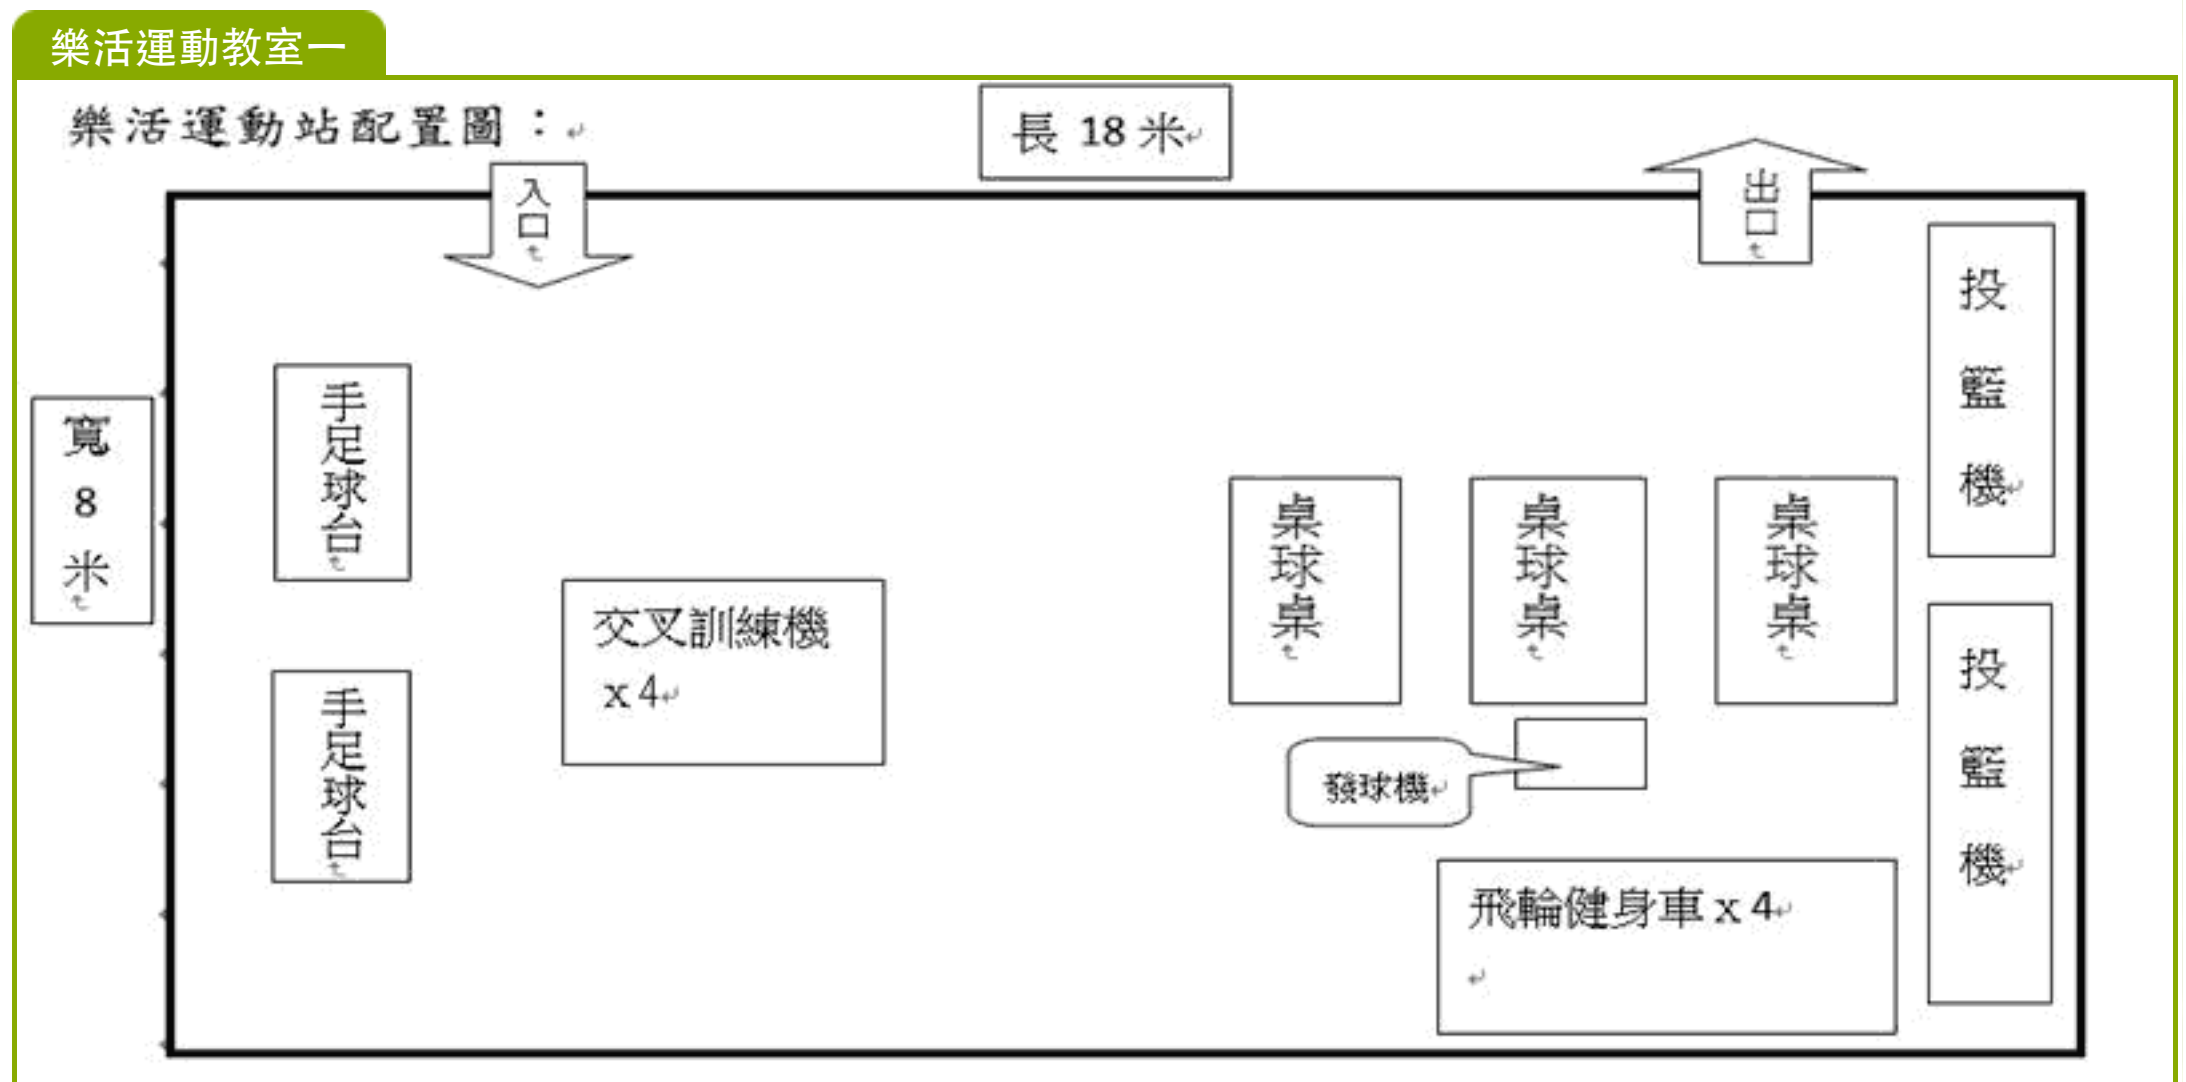 樂活運動教室一
樂活運動站配置圖：
長 18 米
入口
出口
寬 8 米
手足球台
手足球台
交叉訓練機
x 4
桌球桌
桌球桌
桌球桌
發球機
飛輪健身車 x 4
投籃機
投籃機